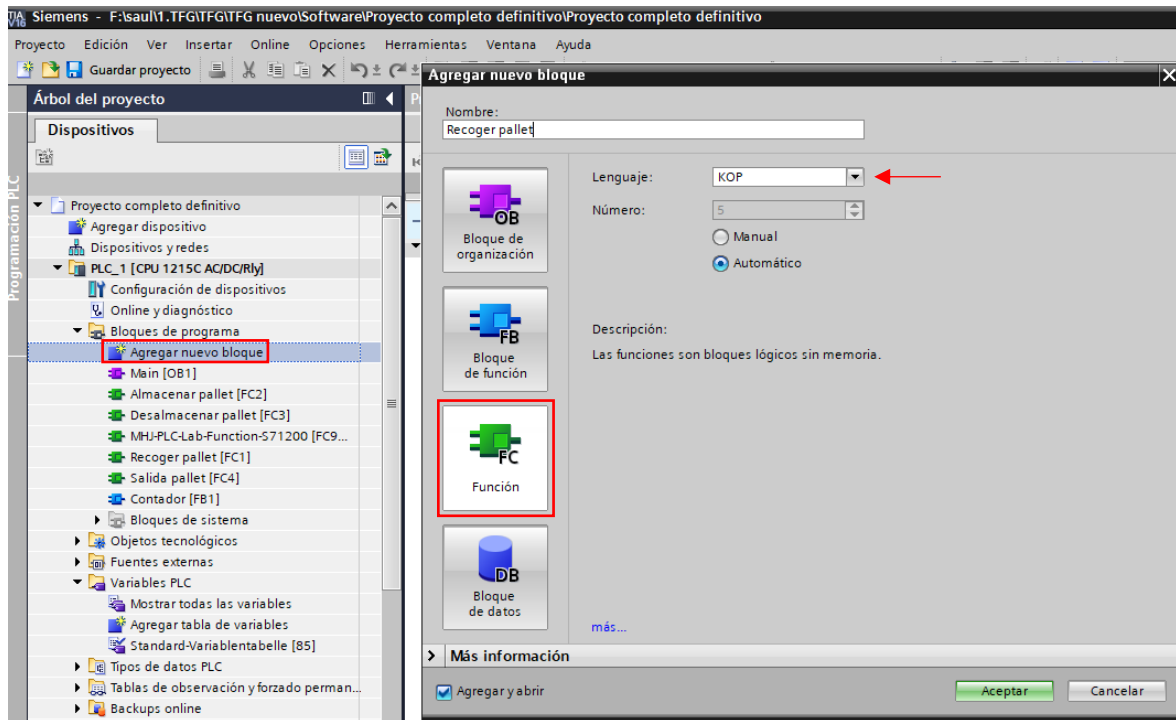 TIA V16 Siemens - F:\saul\1.TFG\TFG\TFG nuevo\Software\Proyecto completo definitivo\Proyecto completo definitivo
Proyecto Edición Ver Insertar Online Opciones Herramientas Ventana Ayuda
Guardar proyecto
Árbol del proyecto
Dispositivos
Programación PLC
Proyecto completo definitivo
Agregar dispositivo
Dispositivos y redes
PLC_1 [CPU 1215C AC/DC/Rly]
Configuración de dispositivos
Online y diagnóstico
Bloques de programa
Agregar nuevo bloque
Main [OB1]
Almacenar pallet [FC2]
Desalmacenar pallet [FC3]
MHJ-PLC-Lab-Function-S71200 [FC9...
Recoger pallet [FC1]
Salida pallet [FC4]
Contador [FB1]
Bloques de sistema
Objetos tecnológicos
Fuentes externas
Variables PLC
Mostrar todas las variables
Agregar tabla de variables
Standard-Variablentabelle [85]
Tipos de datos PLC
Tablas de observación y forzado perman...
Backups online
Agregar nuevo bloque
Nombre:
Recoger pallet
OB
Bloque de
organización
FB
Bloque
de función
FC
Función
DB
Bloque
de datos
Lenguaje: KOP
Número: 5
Manual
Automático
Descripción:
Las funciones son bloques lógicos sin memoria.
más...
Más información
Agregar y abrir
Aceptar Cancelar